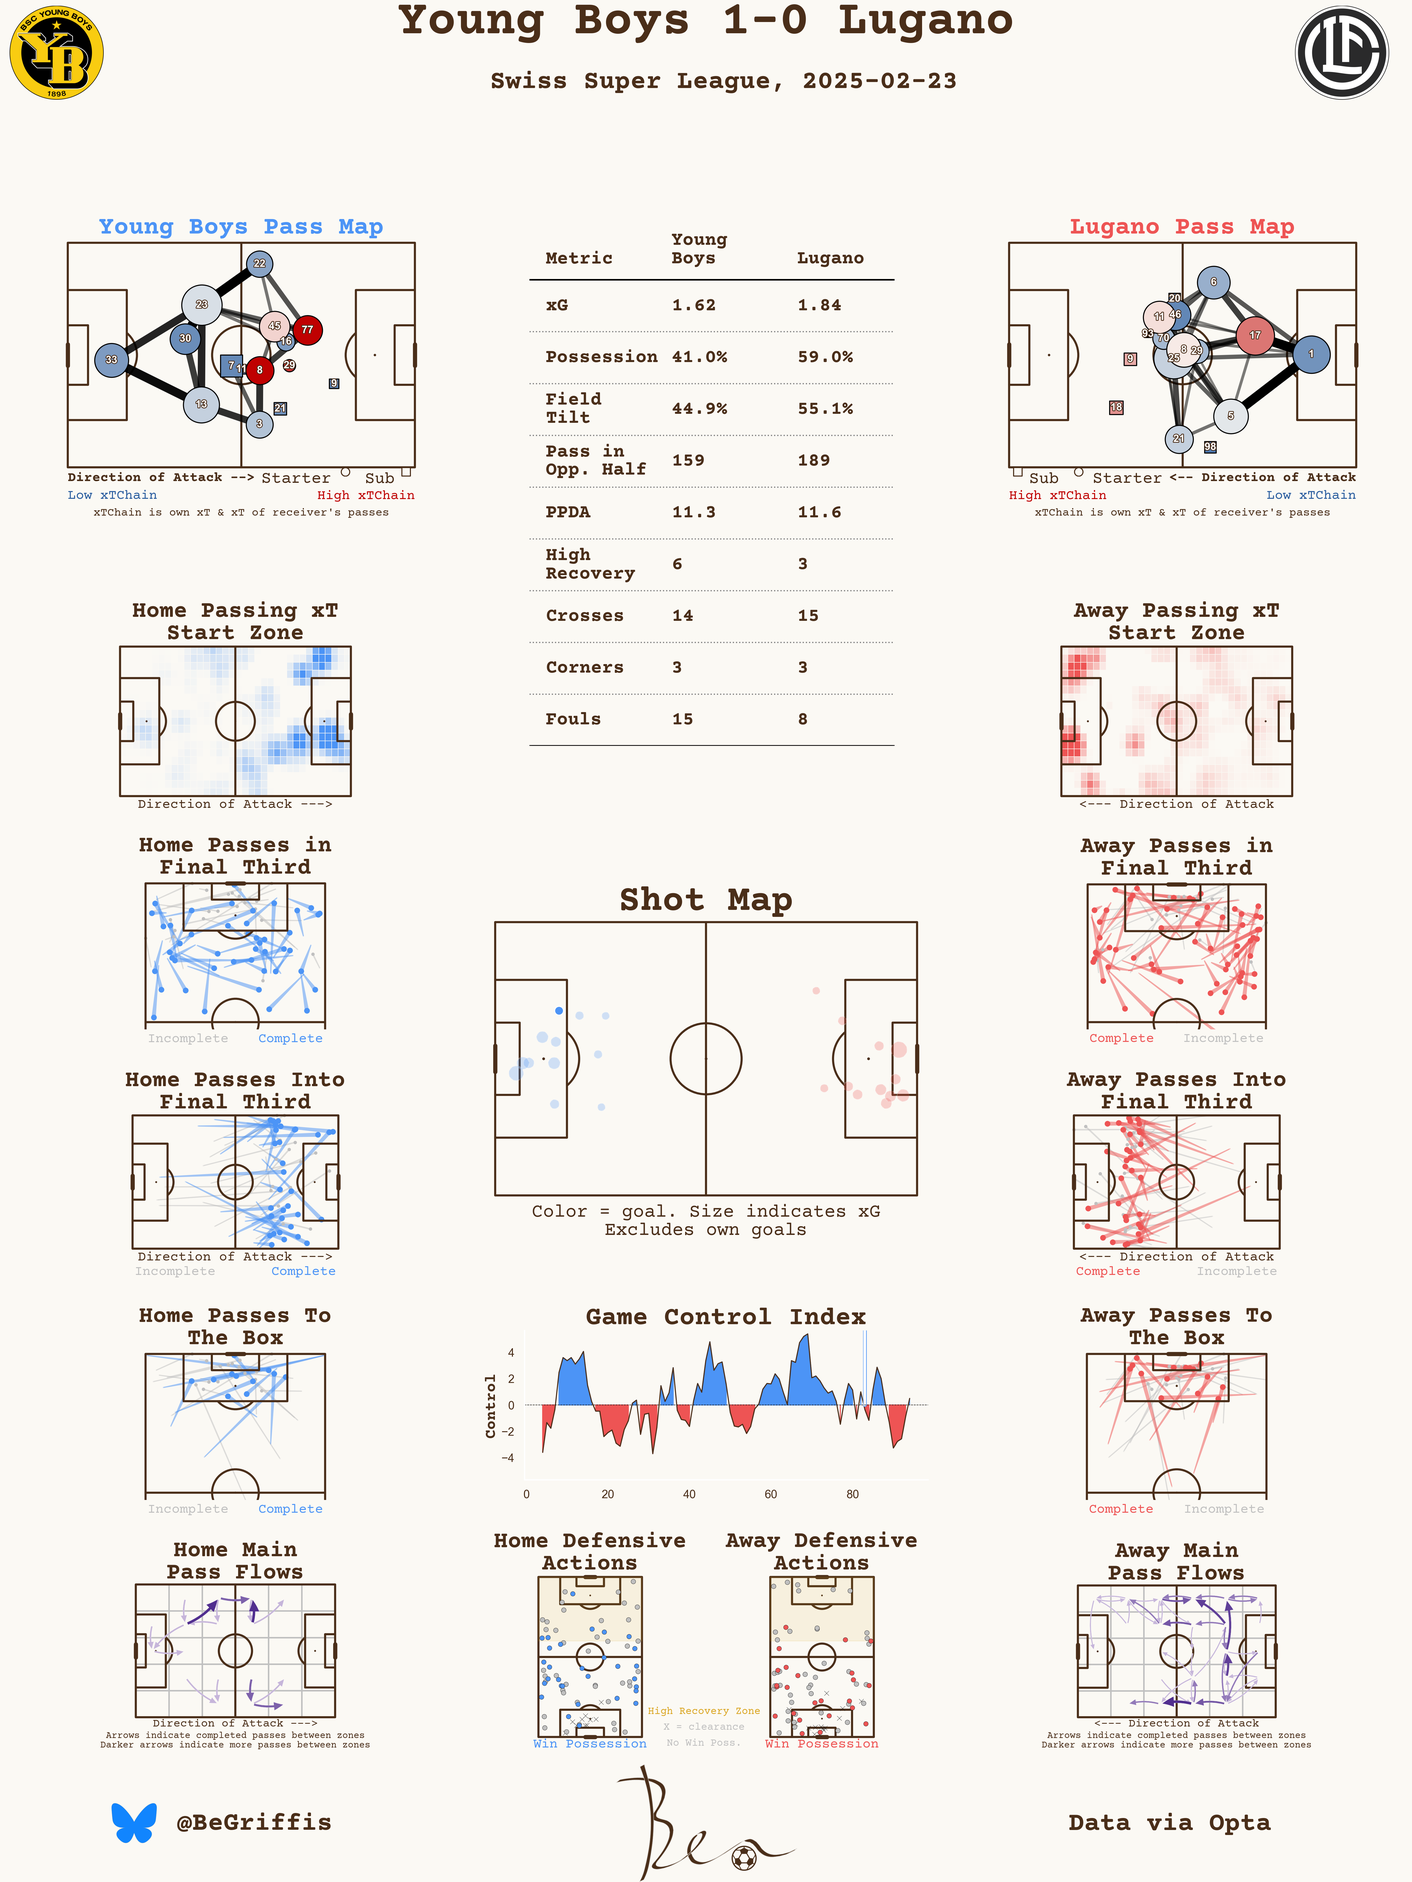 BSC YOUNG BOYS
YB
1898
Young Boys 1-0 Lugano
Swiss Super League, 2025-02-23
Young Boys Pass Map
22
23
45
77
30
16
33
7
11
8
29
9
13
21
3
Direction of Attack --> Starter Sub
Low xTChain High xTChain
xTChain is own xT & xT of receiver's passes
Metric Young Boys Lugano
xG 1.62 1.84
Possession 41.0% 59.0%
Field Tilt 44.9% 55.1%
Pass in Opp. Half 159 189
PPDA 11.3 11.6
High Recovery 6 3
Crosses 14 15
Corners 3 3
Fouls 15 8
Lugano Pass Map
6
20
11
46
93
70
17
8
29
25
1
9
18
5
21
98
Sub Starter <-- Direction of Attack
High xTChain Low xTChain
xTChain is own xT & xT of receiver's passes
Home Passing xT
Start Zone
Direction of Attack --->
Away Passing xT
Start Zone
<--- Direction of Attack
Home Passes in
Final Third
Incomplete Complete
Away Passes in
Final Third
Complete Incomplete
Shot Map
Color = goal. Size indicates xG
Excludes own goals
Home Passes Into
Final Third
Direction of Attack --->
Incomplete Complete
Away Passes Into
Final Third
<--- Direction of Attack
Complete Incomplete
Home Passes To
The Box
Incomplete Complete
Game Control Index
Control
4
2
0
−2
−4
0 20 40 60 80
Away Passes To
The Box
Complete Incomplete
Home Main
Pass Flows
Direction of Attack --->
Arrows indicate completed passes between zones
Darker arrows indicate more passes between zones
Home Defensive
Actions
Win Possession
High Recovery Zone
X = clearance
No Win Poss.
Away Defensive
Actions
Win Possession
Away Main
Pass Flows
<--- Direction of Attack
Arrows indicate completed passes between zones
Darker arrows indicate more passes between zones
@BeGriffis
Ben
Data via Opta